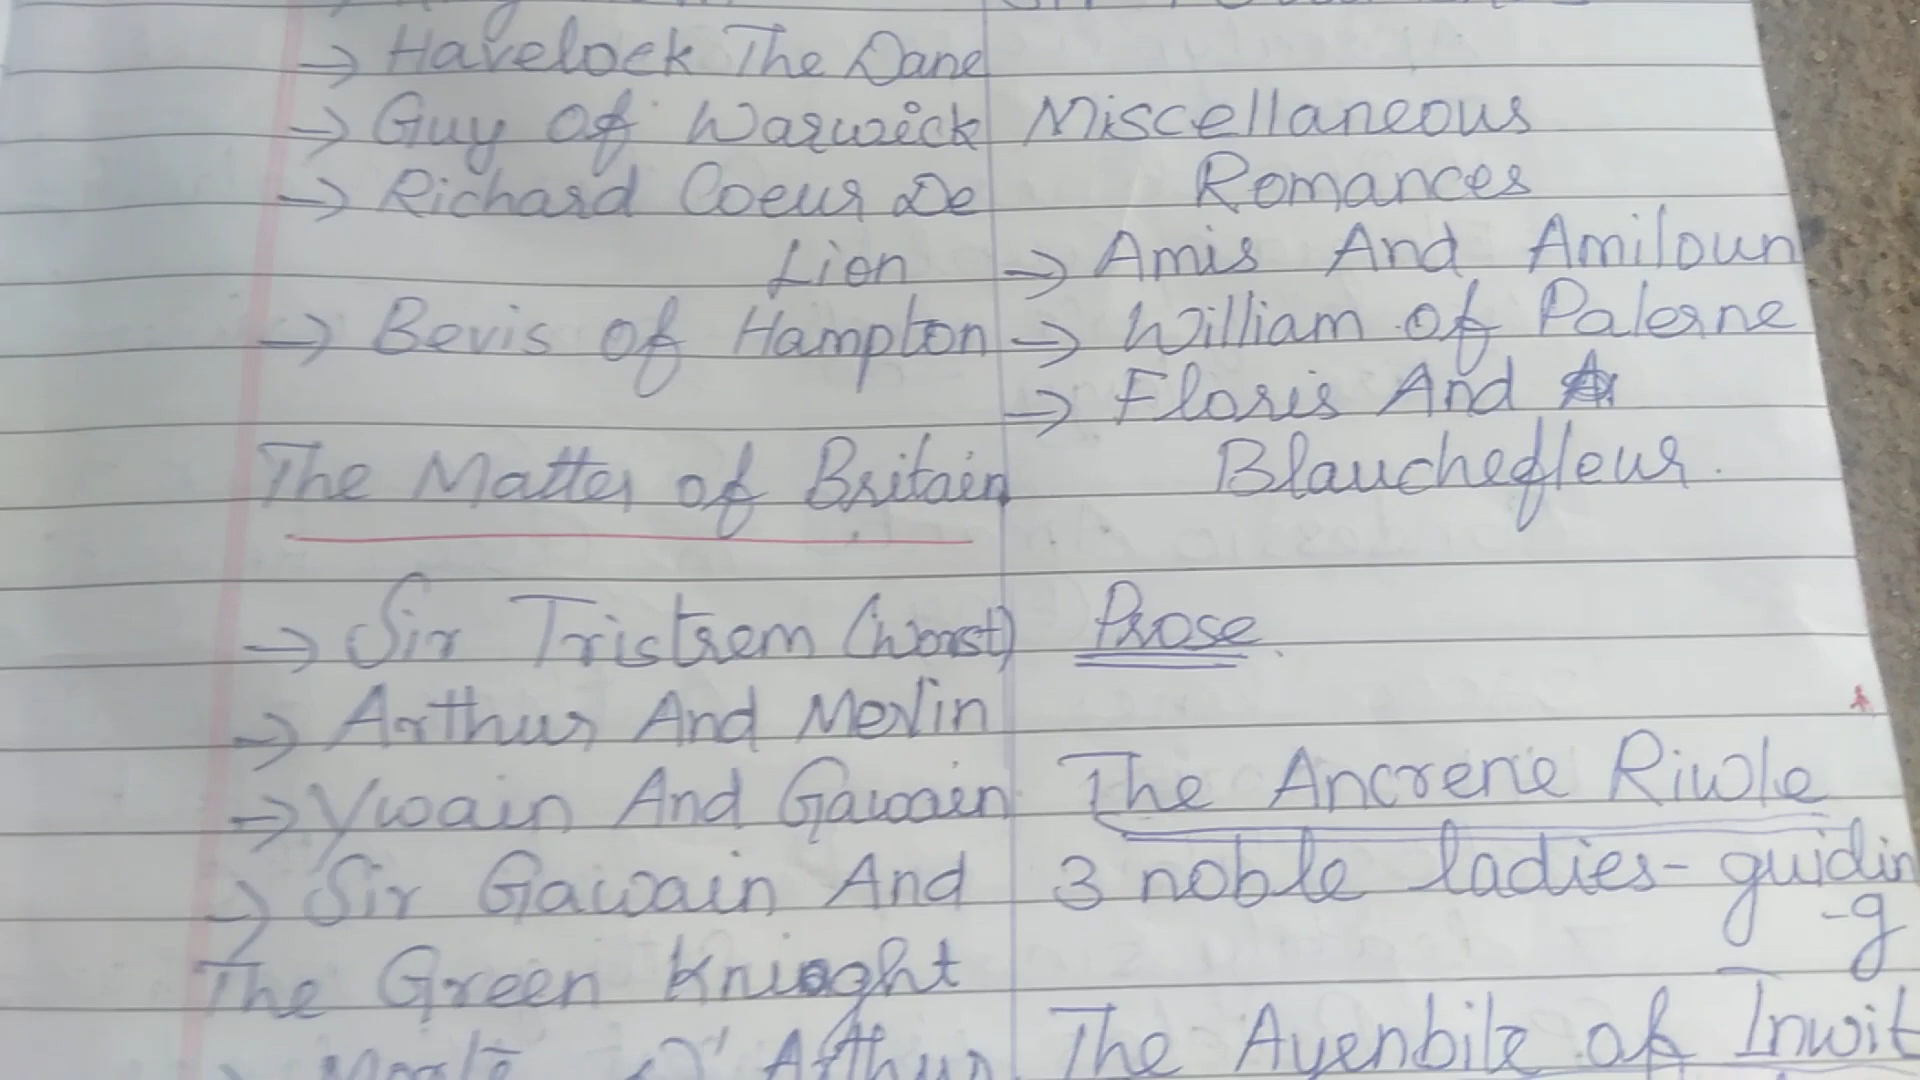 → Havelock The Dane
→ Guy Of Warwick
→ Richard Coeur De
Lion
→ Bevis of Hampton
The Matter of Britain
→ Sir Tristrem (Worst)
→ Arthur And Merlin
→ Ywain And Gawain
→ Sir Gawain And
The Green Knight
D'Arthur
Miscellaneous
Romances
→ Amis And Amiloun
→ William of Palerne
→ Floris And
Blauchefleur.
Prose
The Ancrene Riwle
3 noble ladies - guidin
-g
The Ayenbite of Inwit